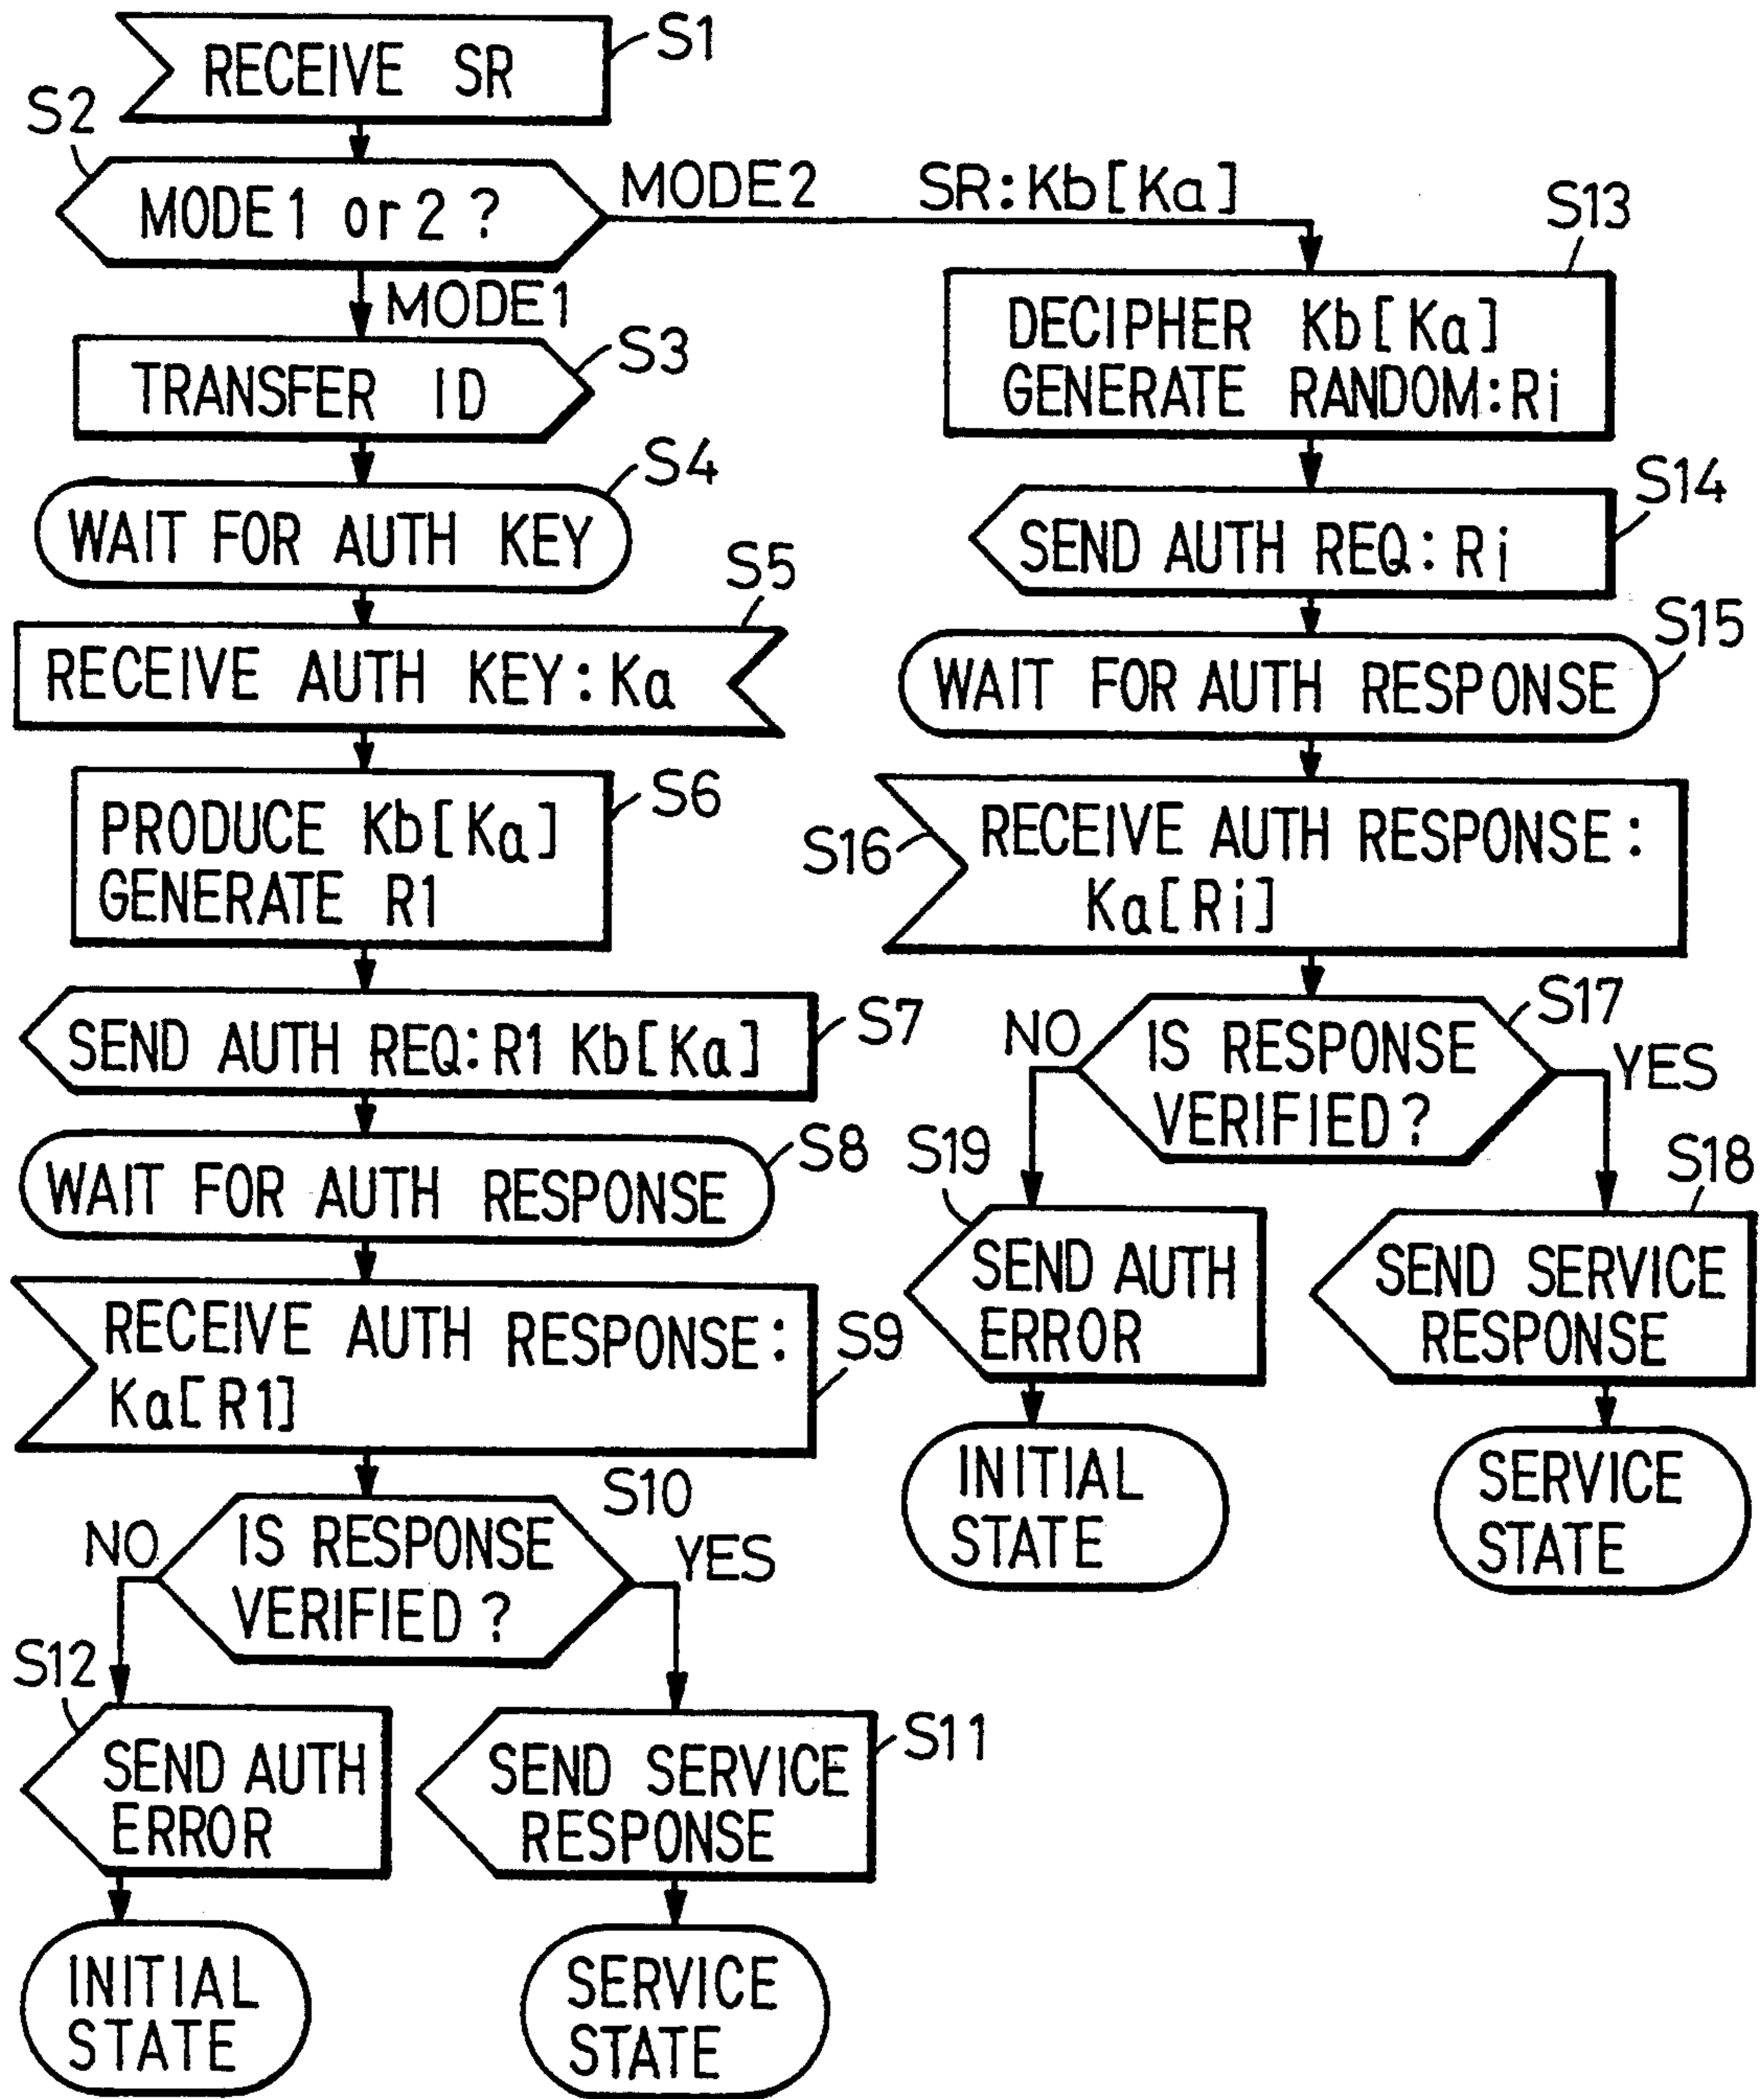 RECEIVE SR
S1
S2
MODE1 or 2 ?
MODE2
SR:Kb[Ka]
MODE1
TRANSFER ID
S3
WAIT FOR AUTH KEY
S4
S5
RECEIVE AUTH KEY:Ka
PRODUCE Kb[Ka]
GENERATE R1
S6
SEND AUTH REQ:R1 Kb[Ka]
S7
WAIT FOR AUTH RESPONSE
S8
RECEIVE AUTH RESPONSE:
Ka[R1]
S9
S10
NO
IS RESPONSE
VERIFIED ?
YES
S12
SEND AUTH
ERROR
SEND SERVICE
RESPONSE
S11
INITIAL
STATE
SERVICE
STATE
S13
DECIPHER Kb[Ka]
GENERATE RANDOM:Ri
S14
SEND AUTH REQ:Ri
S15
WAIT FOR AUTH RESPONSE
S16
RECEIVE AUTH RESPONSE:
Ka[Ri]
S17
NO
IS RESPONSE
VERIFIED ?
YES
S19
SEND AUTH
ERROR
S18
SEND SERVICE
RESPONSE
INITIAL
STATE
SERVICE
STATE